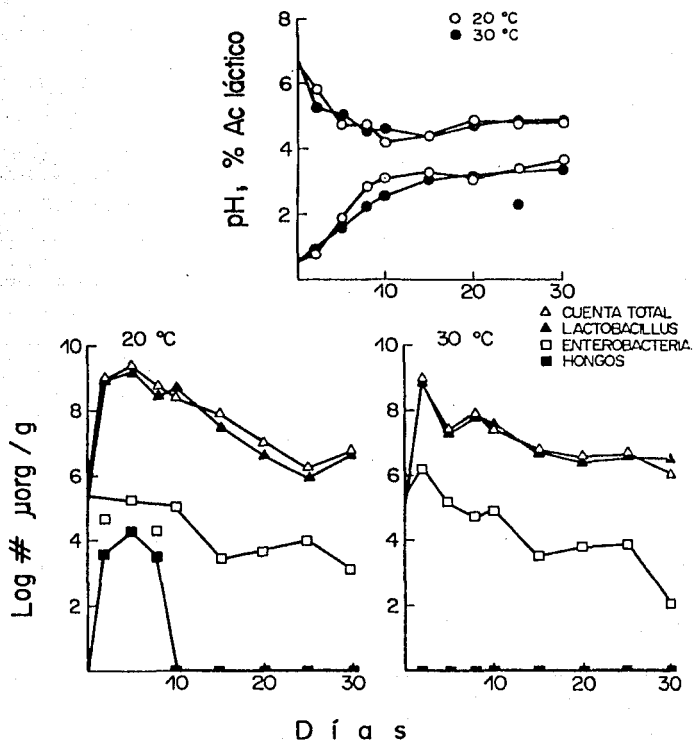 ○ 20 °C
● 30 °C
pH, % Ac láctico
8
6
4
2
10 20 30
△ CUENTA TOTAL
▲ LACTOBACILLUS
□ ENTEROBACTERIA
■ HONGOS
20 °C
30 °C
Log # µorg / g
10
8
6
4
2
10 20 30
10
8
6
4
2
10 20 30
Días